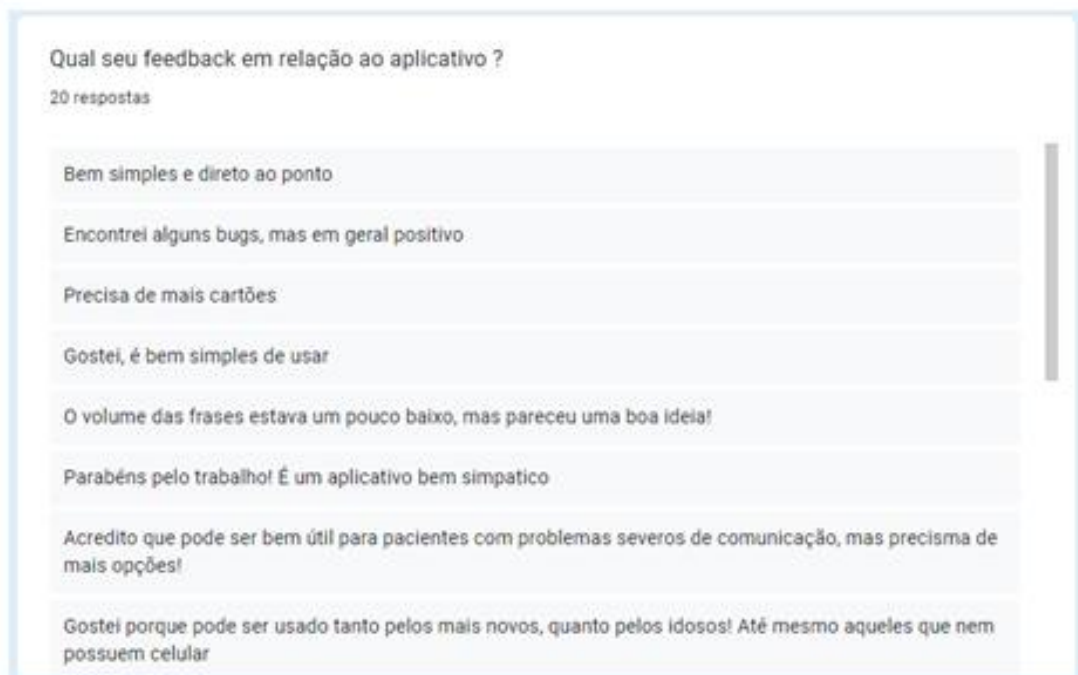 Qual seu feedback em relação ao aplicativo ?
20 respostas
Bem simples e direto ao ponto
Encontrei alguns bugs, mas em geral positivo
Precisa de mais cartões
Gostei, é bem simples de usar
O volume das frases estava um pouco baixo, mas pareceu uma boa ideia!
Parabéns pelo trabalho! É um aplicativo bem simpatico
Acredito que pode ser bem útil para pacientes com problemas severos de comunicação, mas precisma de
mais opções!
Gostei porque pode ser usado tanto pelos mais novos, quanto pelos idosos! Até mesmo aqueles que nem
possuem celular